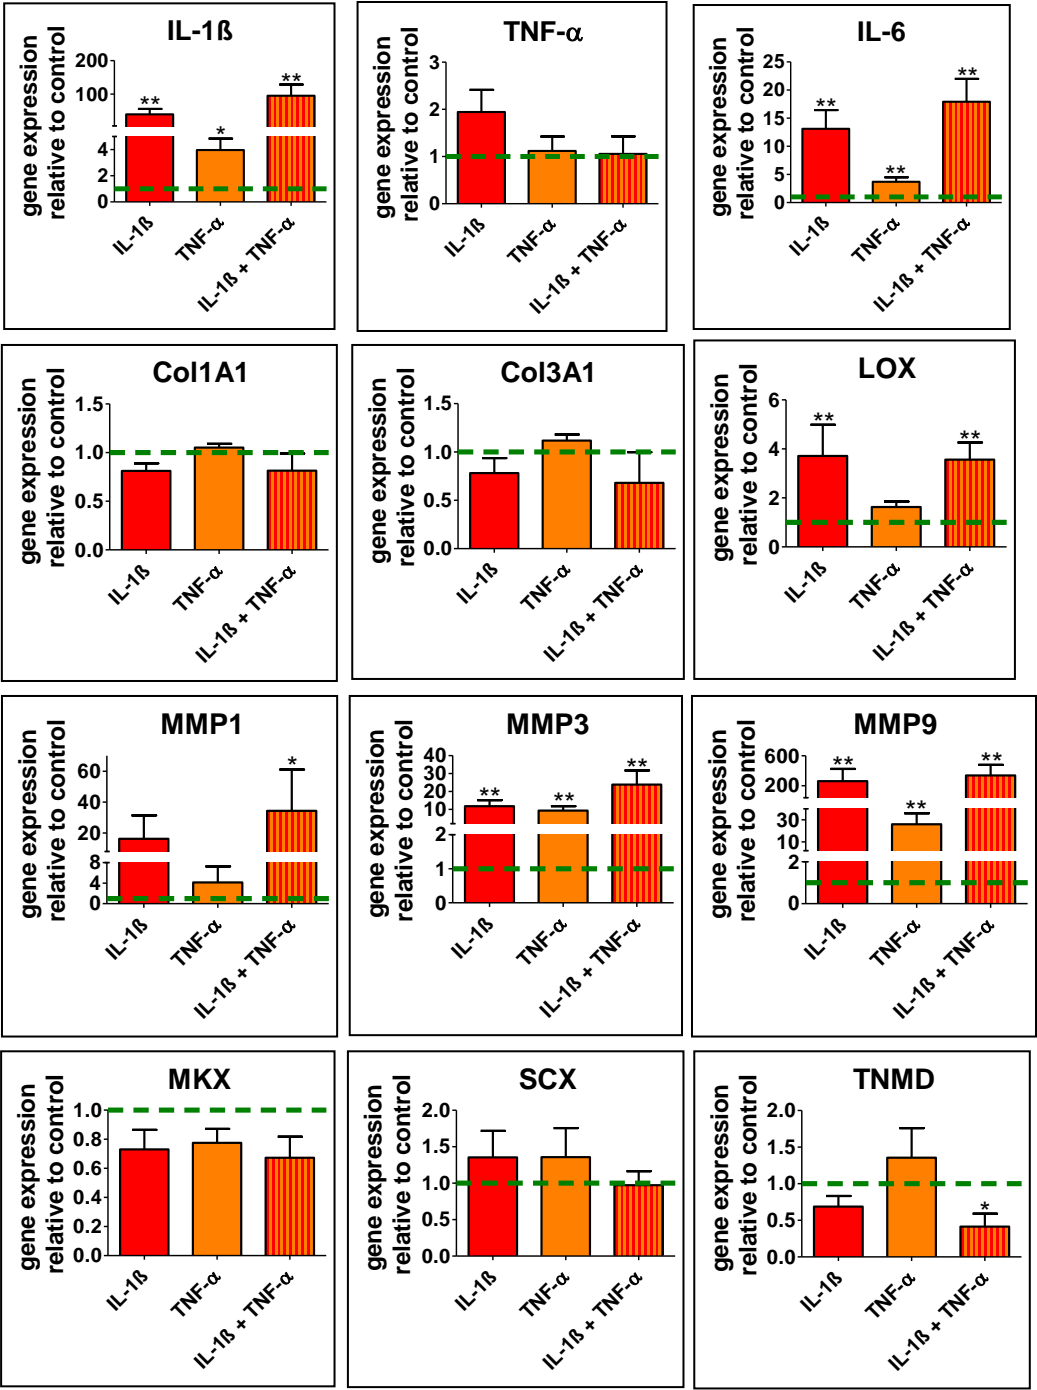 IL-1ß
gene expression
relative to control
200
100
4
2
0
**
*
**
IL-1ß
TNF-α
IL-1ß + TNF-α
TNF-α
gene expression
relative to control
3
2
1
0
IL-1ß
TNF-α
IL-1ß + TNF-α
IL-6
gene expression
relative to control
25
20
15
10
5
0
**
**
**
IL-1ß
TNF-α
IL-1ß + TNF-α
Col1A1
gene expression
relative to control
1.5
1.0
0.5
0.0
IL-1ß
TNF-α
IL-1ß + TNF-α
Col3A1
gene expression
relative to control
1.5
1.0
0.5
0.0
IL-1ß
TNF-α
IL-1ß + TNF-α
LOX
gene expression
relative to control
6
4
2
0
**
**
IL-1ß
TNF-α
IL-1ß + TNF-α
MMP1
gene expression
relative to control
60
40
20
8
4
0
*
IL-1ß
TNF-α
IL-1ß + TNF-α
MMP3
gene expression
relative to control
40
30
20
10
2
1
0
**
**
**
IL-1ß
TNF-α
IL-1ß + TNF-α
MMP9
gene expression
relative to control
600
200
30
10
2
0
**
**
**
IL-1ß
TNF-α
IL-1ß + TNF-α
MKX
gene expression
relative to control
1.0
0.8
0.6
0.4
0.2
0.0
IL-1ß
TNF-α
IL-1ß + TNF-α
SCX
gene expression
relative to control
2.0
1.5
1.0
0.5
0.0
IL-1ß
TNF-α
IL-1ß + TNF-α
TNMD
gene expression
relative to control
2.0
1.5
1.0
0.5
0.0
*
IL-1ß
TNF-α
IL-1ß + TNF-α